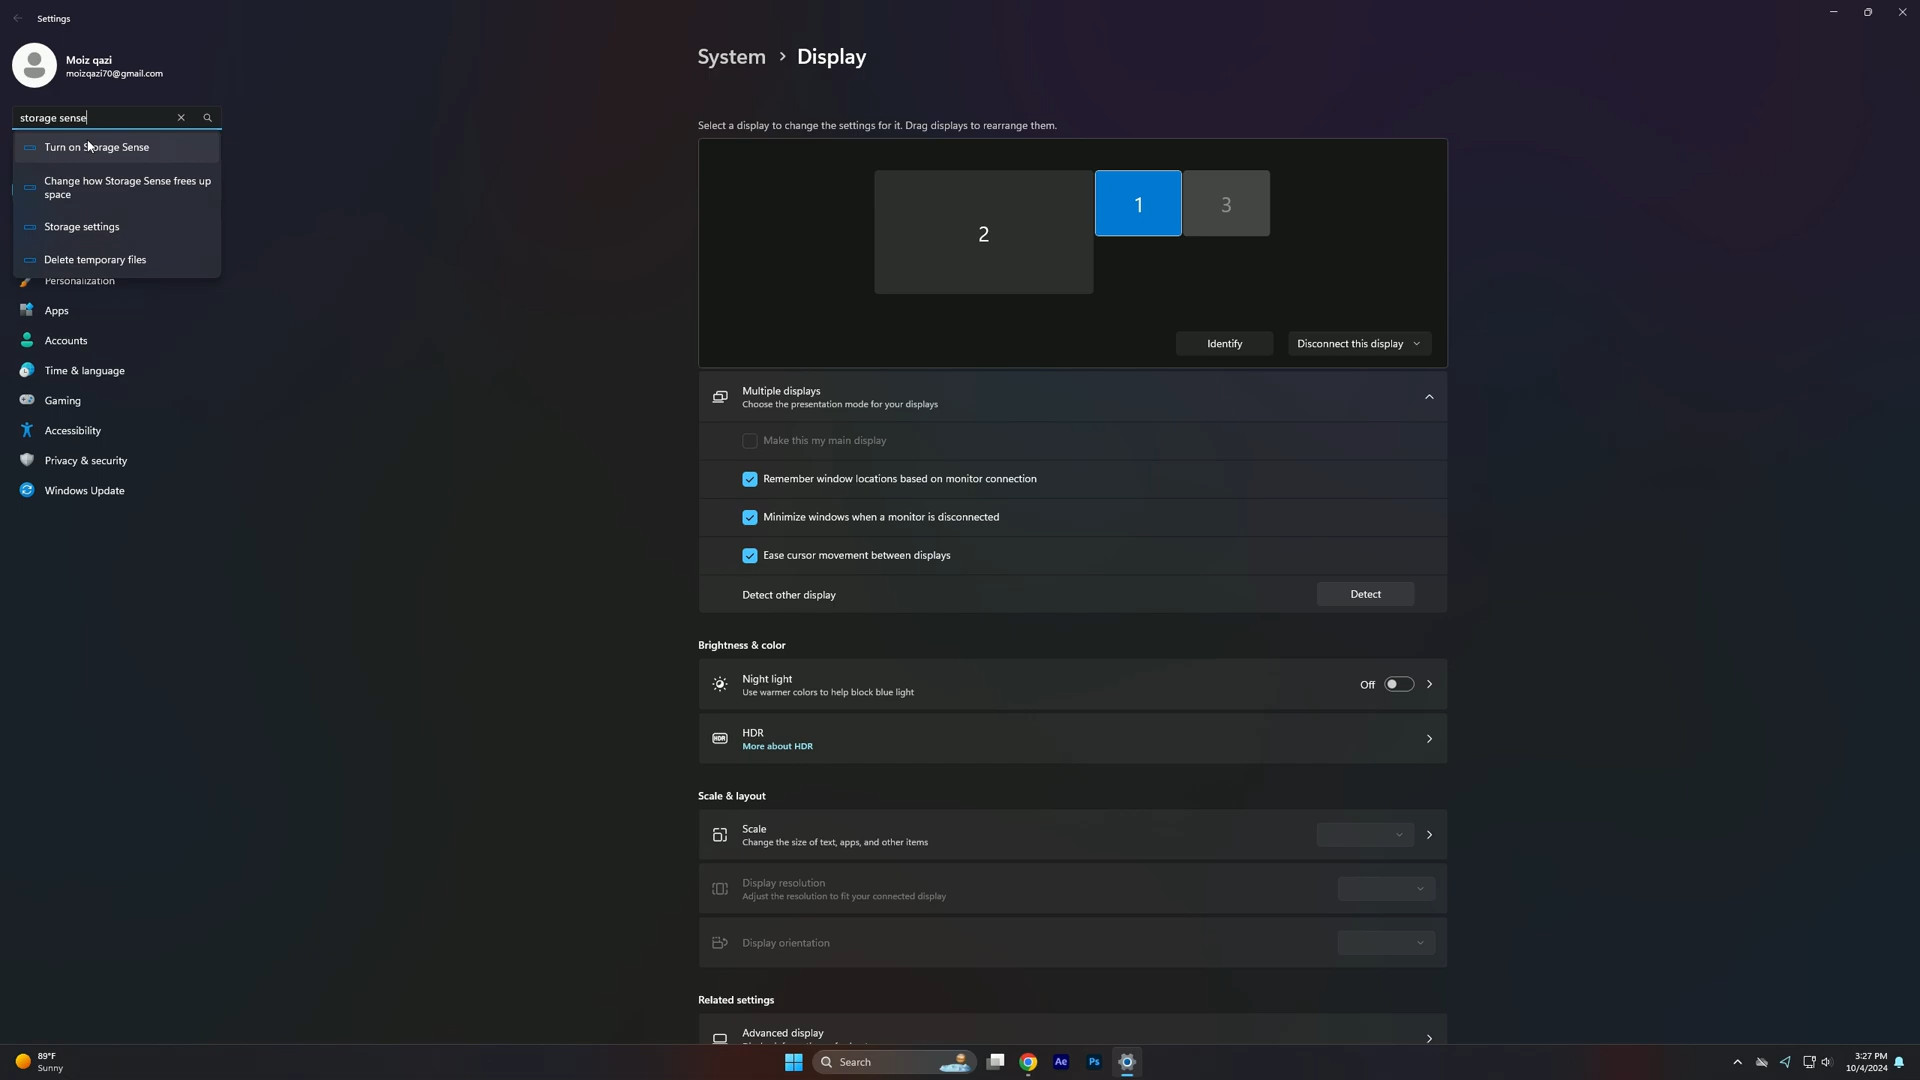 Settings
Moiz qazi
moizqazi70@gmail.com
storage sense
Turn on Storage Sense
Change how Storage Sense frees up
space
Storage settings
Delete temporary files
Personalization
Apps
Accounts
Time & language
Gaming
Accessibility
Privacy & security
Windows Update
System > Display
Select a display to change the settings for it. Drag displays to rearrange them.
2
1
3
Identify
Disconnect this display
Multiple displays
Choose the presentation mode for your displays
Make this my main display
Remember window locations based on monitor connection
Minimize windows when a monitor is disconnected
Ease cursor movement between displays
Detect other display
Detect
Brightness & color
Night light
Use warmer colors to help block blue light
Off
HDR
HDR
More about HDR
Scale & layout
Scale
Change the size of text, apps, and other items
Display resolution
Adjust the resolution to fit your connected display
Display orientation
Related settings
Advanced display
89°F
Sunny
Search
Ae
Ps
3:27 PM
10/4/2024